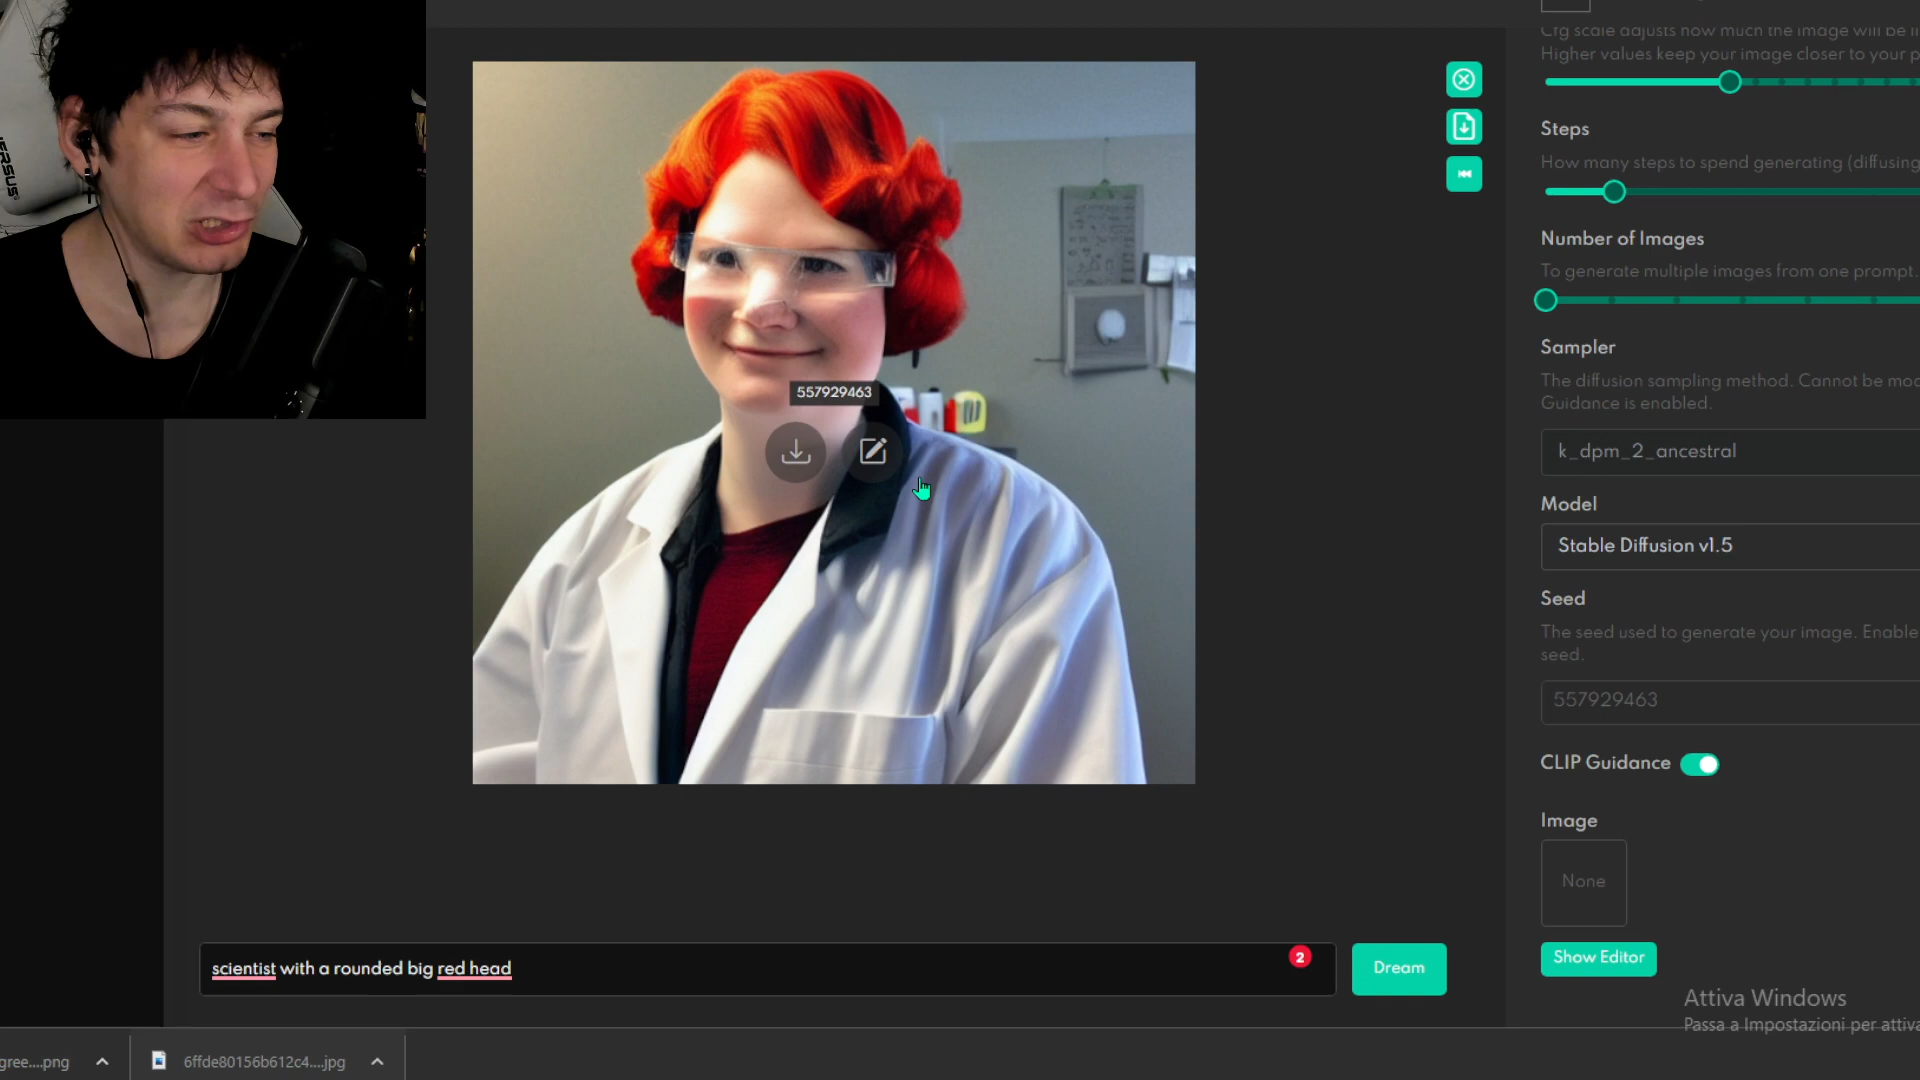 ERSUS
Cfg scale adjusts how much the image will be li
Higher values keep your image closer to your p
Steps
How many steps to spend generating (diffusing
Number of Images
To generate multiple images from one prompt.
Sampler
The diffusion sampling method. Cannot be mod
Guidance is enabled.
k_dpm_2_ancestral
Model
Stable Diffusion v1.5
Seed
The seed used to generate your image. Enable
seed.
557929463
CLIP Guidance
Image
None
Show Editor
557929463
scientist with a rounded big red head
2
Dream
Attiva Windows
Passa a Impostazioni per attiva
gree....png
6ffde80156b612c4....jpg